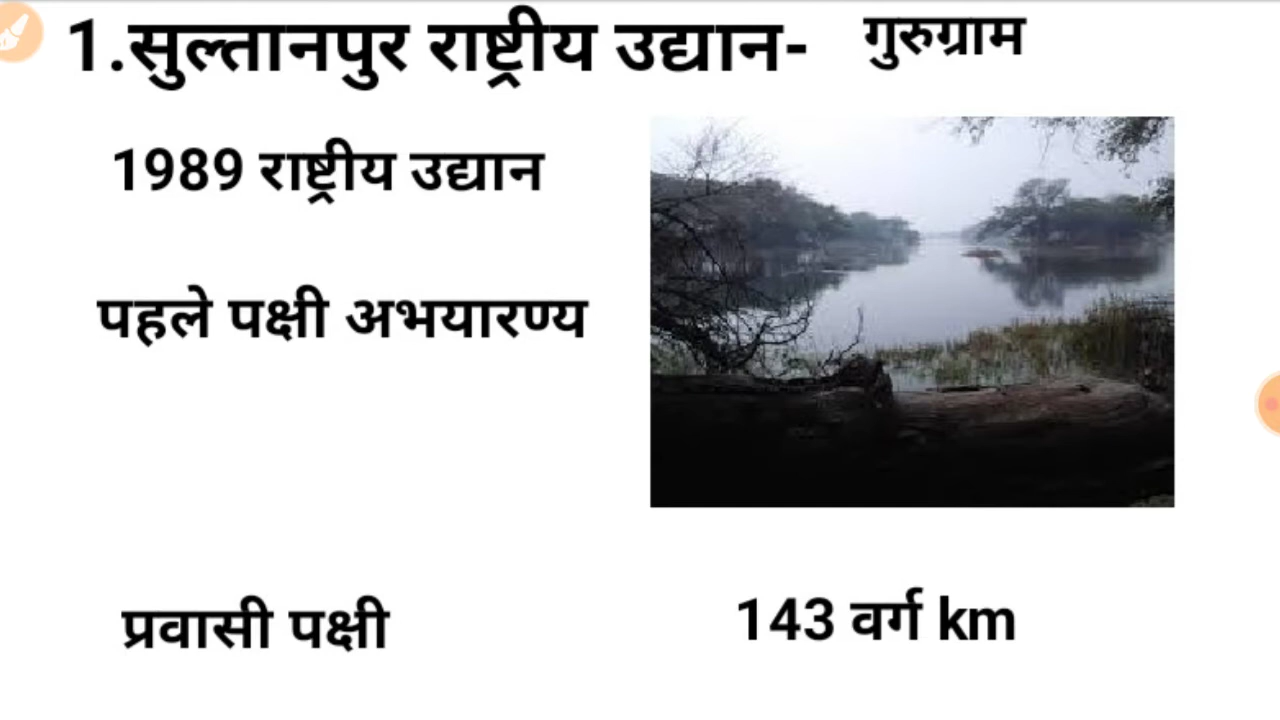 1.सुल्तानपुर राष्ट्रीय उद्यान- गुरुग्राम
1989 राष्ट्रीय उद्यान
पहले पक्षी अभयारण्य
प्रवासी पक्षी
143 वर्ग km